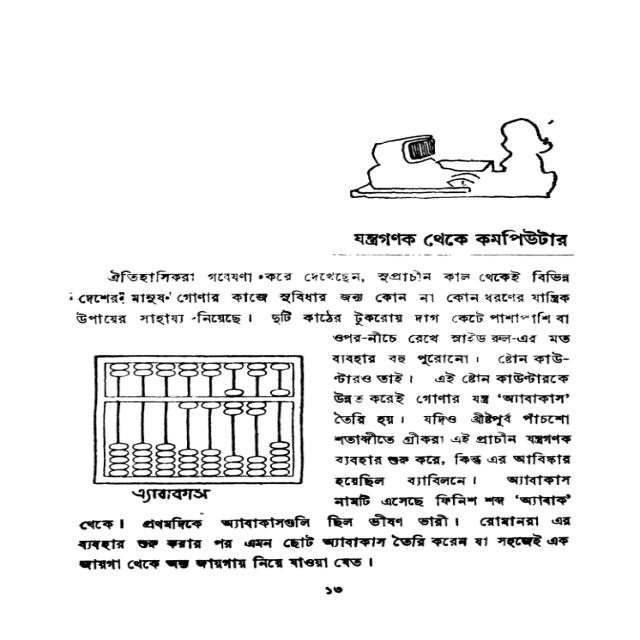 যন্ত্রগণক থেকে কমপিউটার
ঐতিহাসিকরা গবেষণা করে দেখেছেন, সুপ্রাচীন কাল থেকেই বিভিন্ন
দেশের মানুষ গোণার কাজে সুবিধার জন্য কোন না কোন ধরণের যান্ত্রিক
উপায়ের সাহায্য নিয়েছে। দুটি কাঠের টুকরোয় দাগ কেটে পাশাপাশি বা
ওপর-নীচে রেখে স্লাইড রুল-এর মত
ব্যবহার বহু পুরোনো। ষ্টোন কাউ-
ন্টারও তাই। এই ষ্টোন কাউন্টারকে
উন্নত করেই গোণার যন্ত্র ‘অ্যাবাকাস’
তৈরি হয়। যদিও খ্রীষ্টপূর্ব পাঁচশো
শতাব্দীতে গ্রীকরা এই প্রাচীন যন্ত্রগণক
ব্যবহার শুরু করে, কিন্তু এর আবিষ্কার
হয়েছিল ব্যাবিলনে। অ্যাবাকাস
নামটি এসেছে ফিনিশ শব্দ ‘অ্যাবাক’
এ্যাবাকাস
থেকে। প্রথমদিকে অ্যাবাকাসগুলি ছিল ভীষণ ভারী। রোমানরা এর
ব্যবহার শুরু করার পর এমন ছোট অ্যাবাকাস তৈরি করেন যা সহজেই এক
জায়গা থেকে অন্য জায়গায় নিয়ে যাওয়া যেত।
১৩